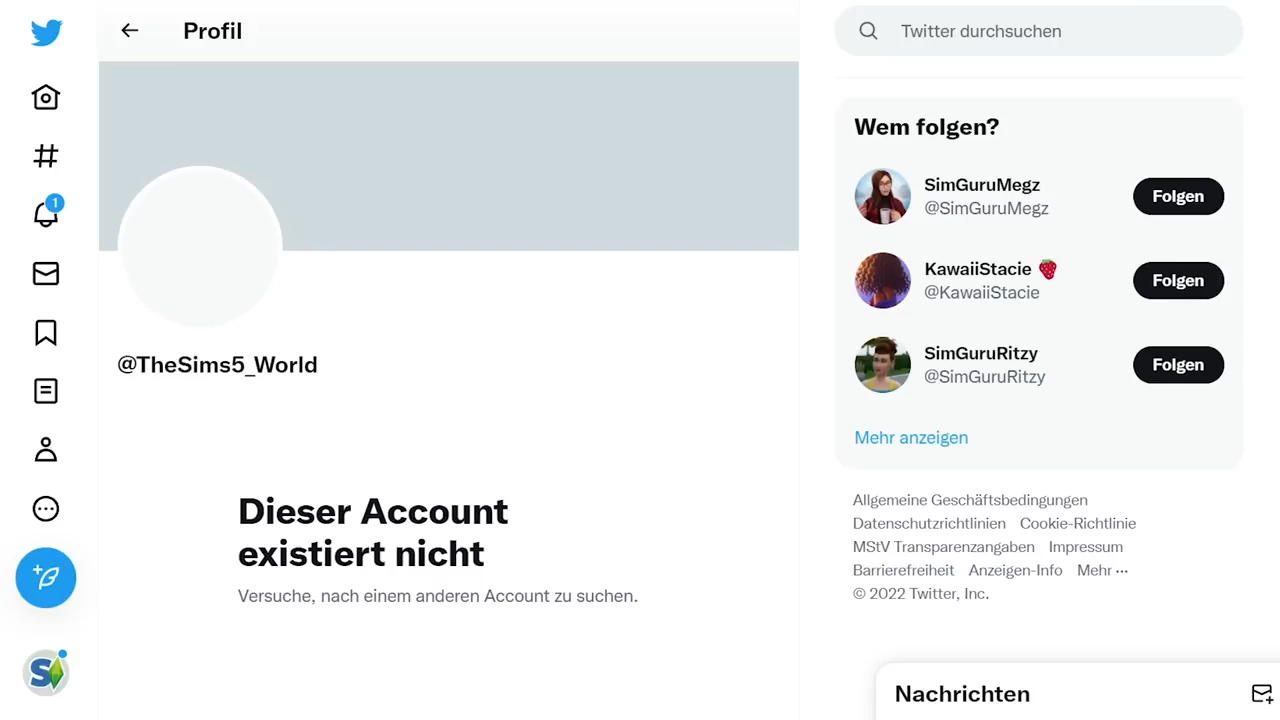 Profil
@TheSims5_World
Dieser Account
existiert nicht
Versuche, nach einem anderen Account zu suchen.
1
Twitter durchsuchen
Wem folgen?
SimGuruMegz
@SimGuruMegz
Folgen
KawaiiStacie 🍓
@KawaiiStacie
Folgen
SimGuruRitzy
@SimGuruRitzy
Folgen
Mehr anzeigen
Allgemeine Geschäftsbedingungen
Datenschutzrichtlinien Cookie-Richtlinie
MStV Transparenzangaben Impressum
Barrierefreiheit Anzeigen-Info Mehr ···
© 2022 Twitter, Inc.
Nachrichten
S